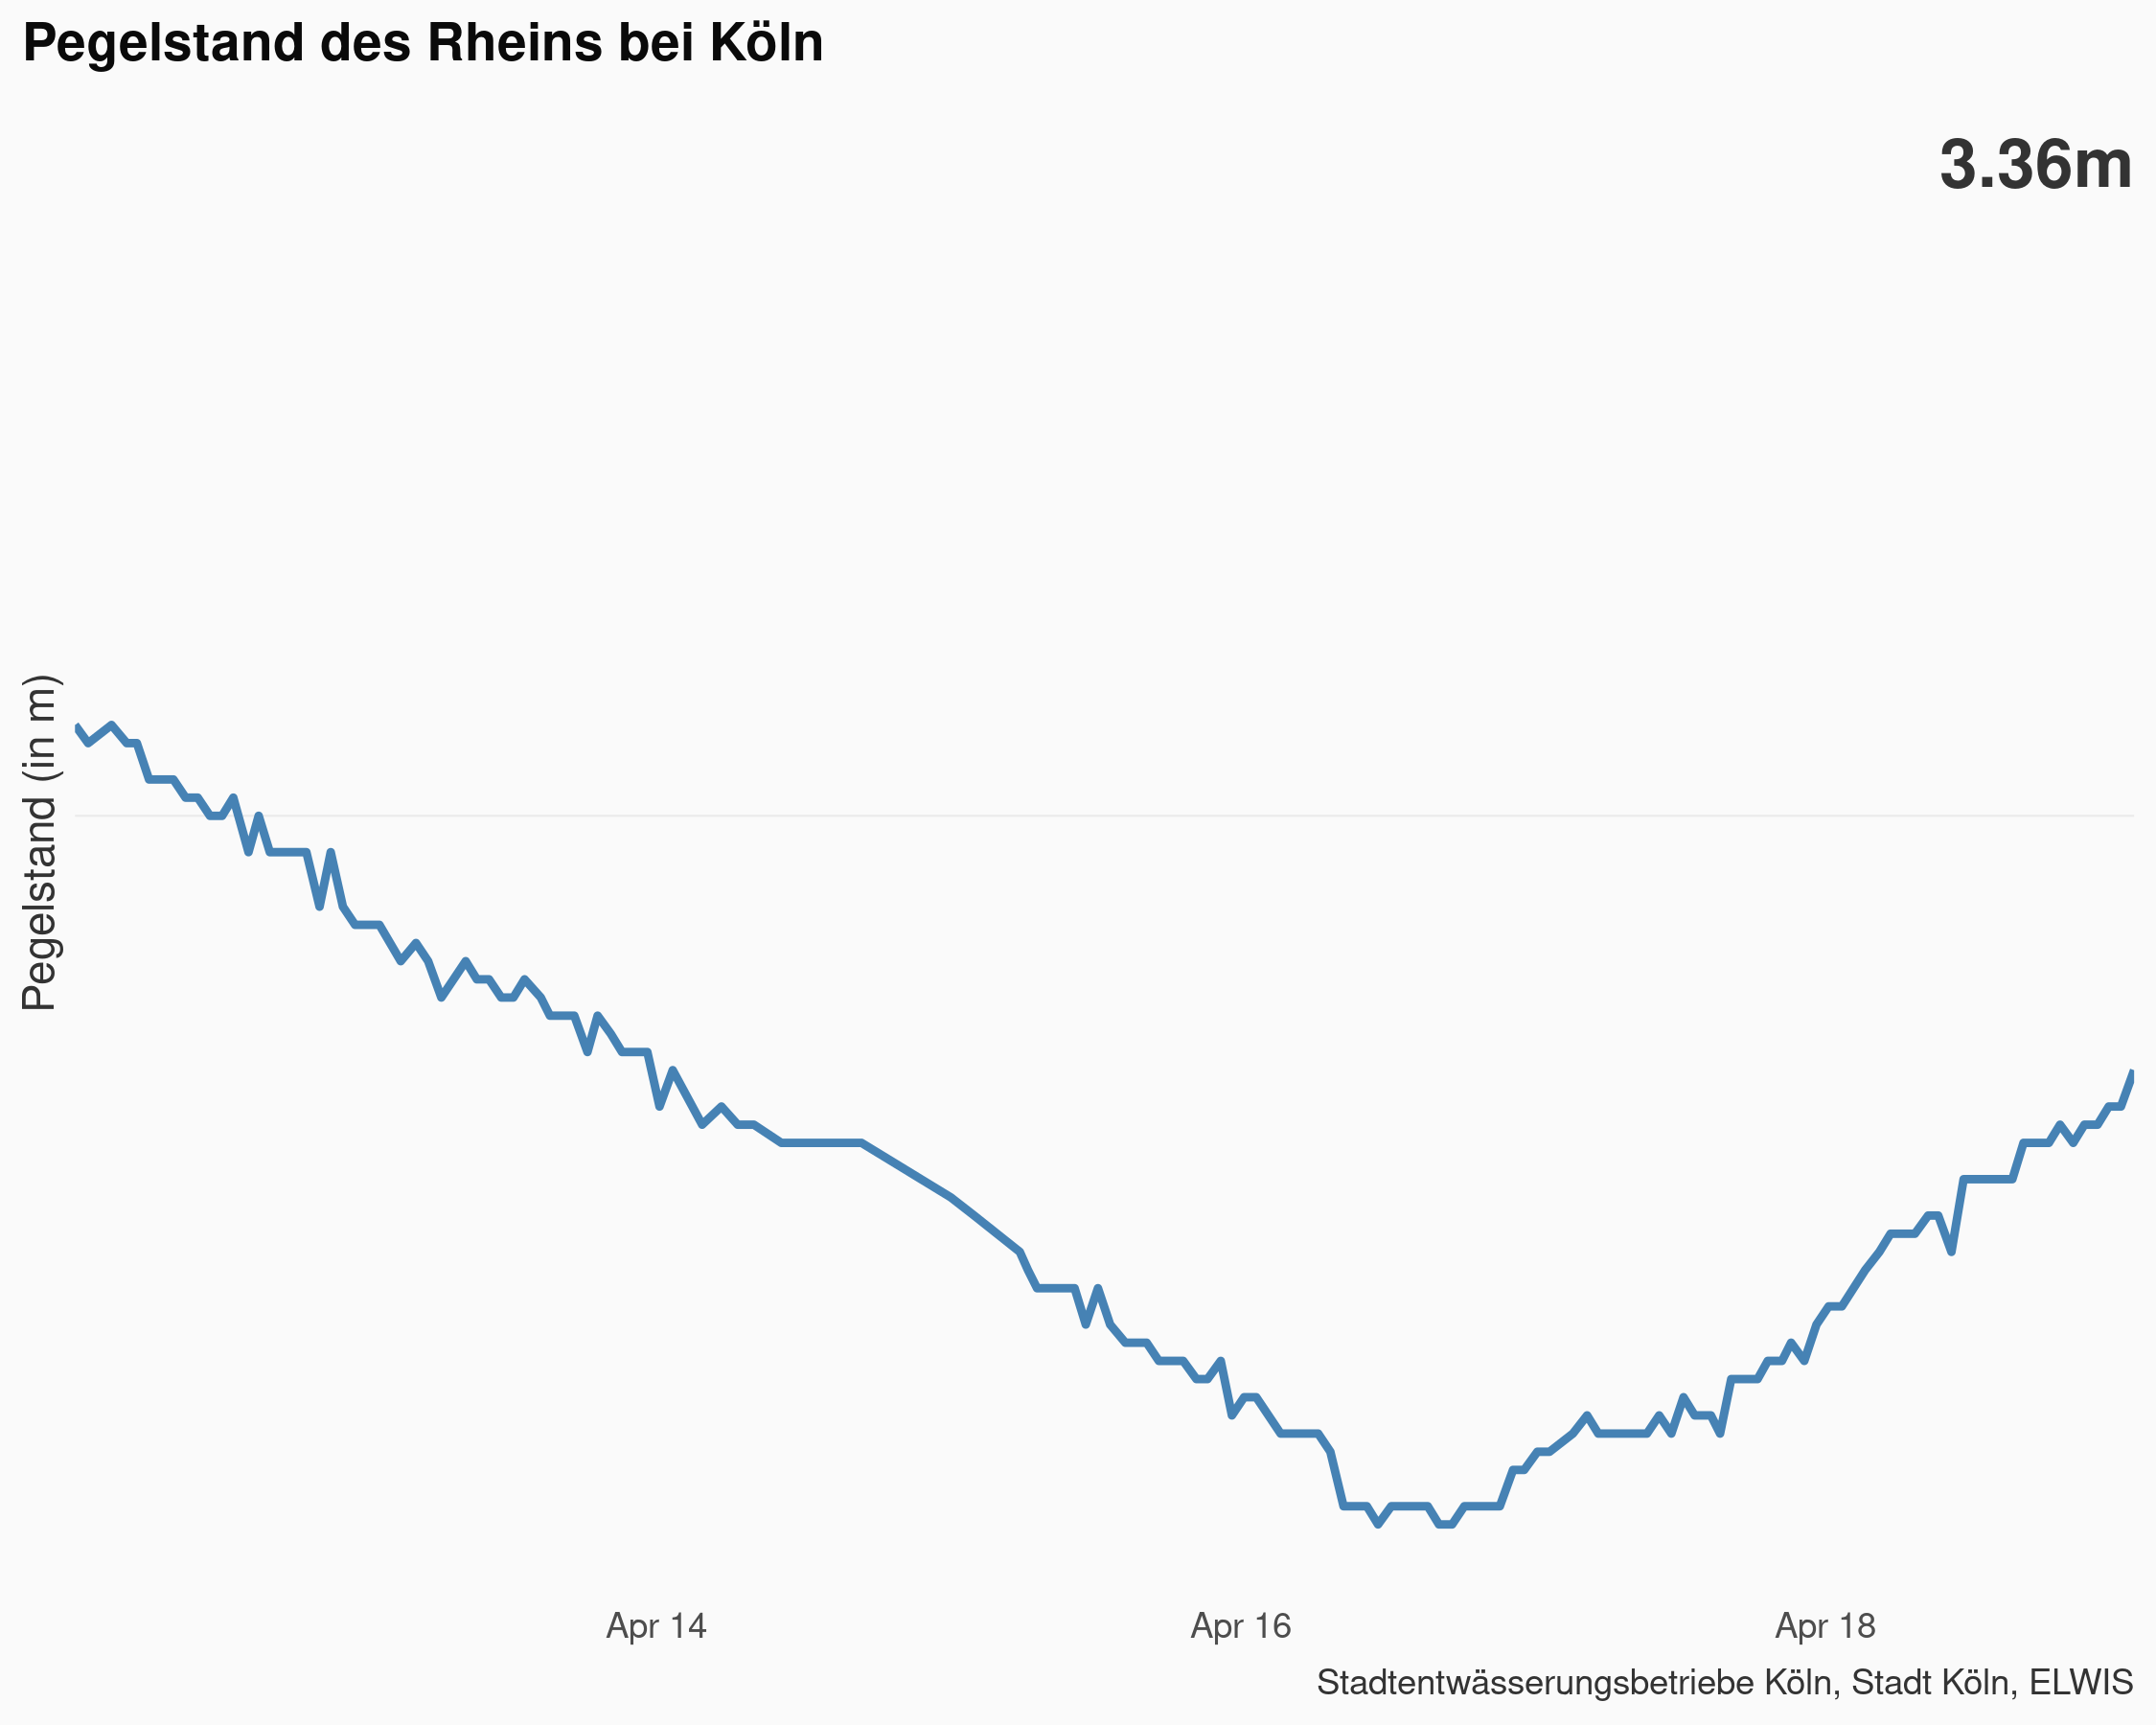 Pegelstand des Rheins bei Köln
3.36m
Pegelstand (in m)
Apr 14
Apr 16
Apr 18
Stadtentwässerungsbetriebe Köln, Stadt Köln, ELWIS